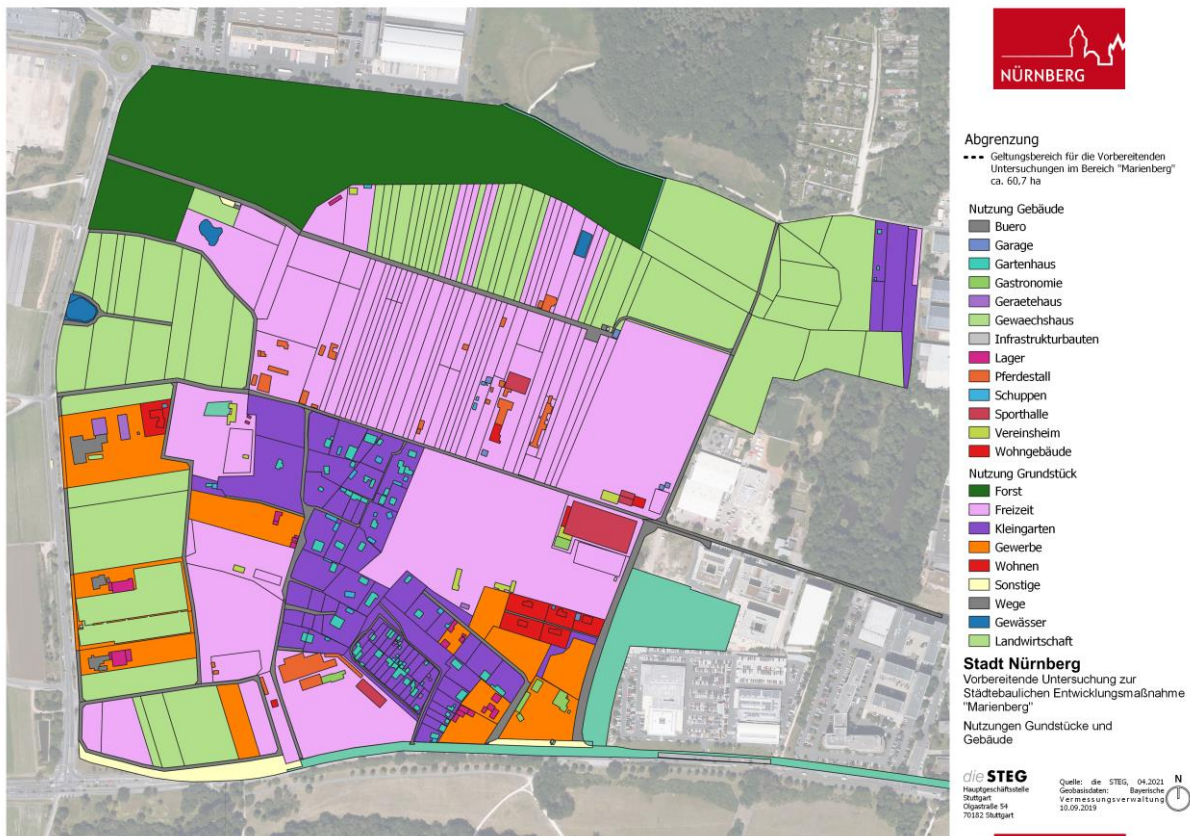 NÜRNBERG
Abgrenzung
Geltungsbereich für die Vorbereitenden
Untersuchungen im Bereich "Marienberg"
ca. 60,7 ha
Nutzung Gebäude
Buero
Garage
Gartenhaus
Gastronomie
Geraetehaus
Gewaechshaus
Infrastrukturbauten
Lager
Pferdestall
Schuppen
Sporthalle
Vereinsheim
Wohngebäude
Nutzung Grundstück
Forst
Freizeit
Kleingarten
Gewerbe
Wohnen
Sonstige
Wege
Gewässer
Landwirtschaft
Stadt Nürnberg
Vorbereitende Untersuchung zur
Städtebaulichen Entwicklungsmaßnahme
"Marienberg"
Nutzungen Gundstücke und
Gebäude
die STEG
Hauptgeschäftsstelle
Stuttgart
Olgastraße 54
70182 Stuttgart
Quelle: die STEG, 04.2021
Geobasisdaten: Bayerische
Vermessungsverwaltung
10.09.2019
N